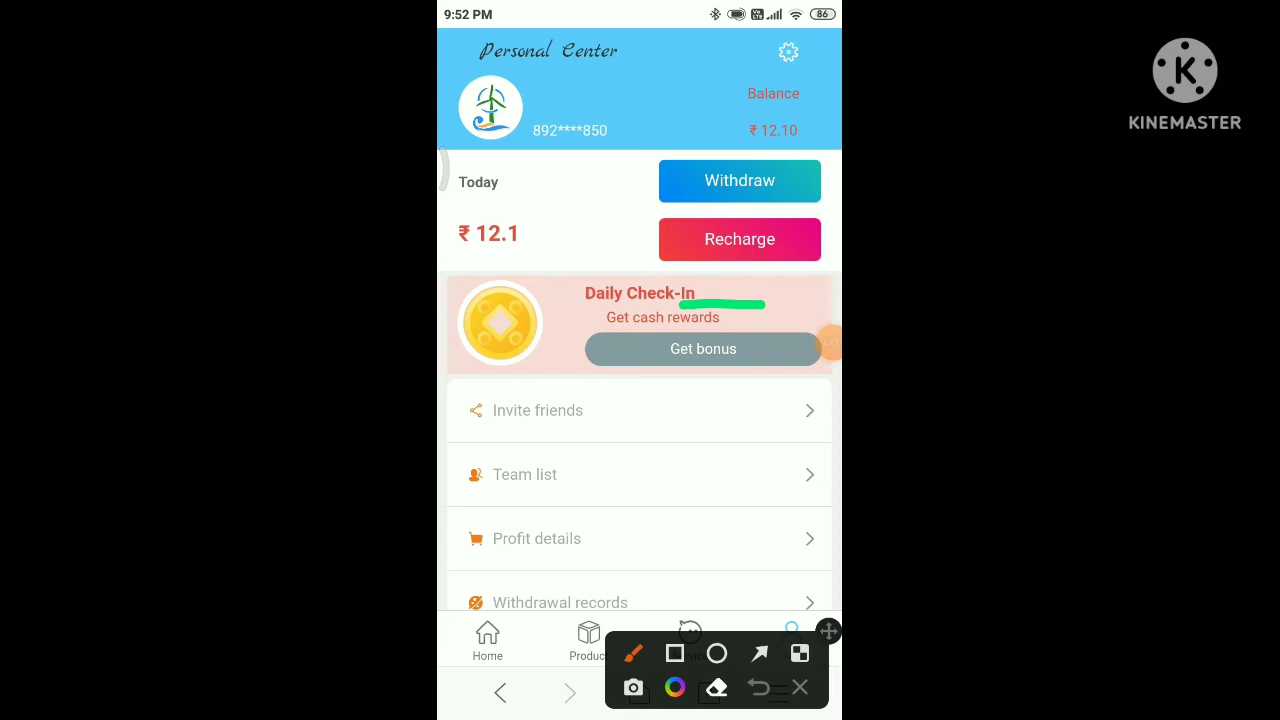 9:52 PM
86
Personal Center
KINEMASTER
Balance
892****850
₹ 12.10
Today
Withdraw
₹ 12.1
Recharge
Daily Check-In
Get cash rewards
Get bonus
Invite friends
Team list
Profit details
Withdrawal records
Home
Product